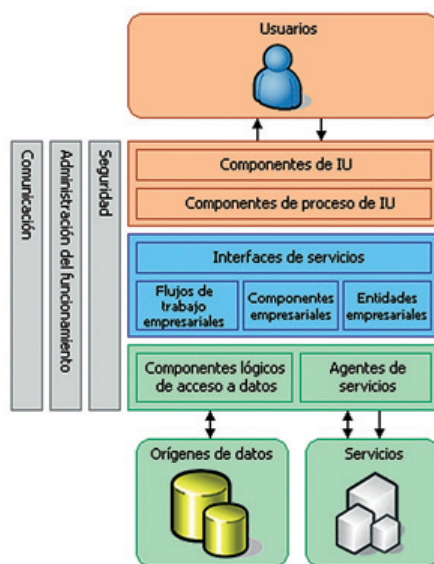 Usuarios
Comunicación
Administración del funcionamiento
Seguridad
Componentes de IU
Componentes de proceso de IU
Interfaces de servicios
Flujos de
trabajo
empresariales
Componentes
empresariales
Entidades
empresariales
Componentes lógicos
de acceso a datos
Agentes de
servicios
Orígenes de datos
Servicios